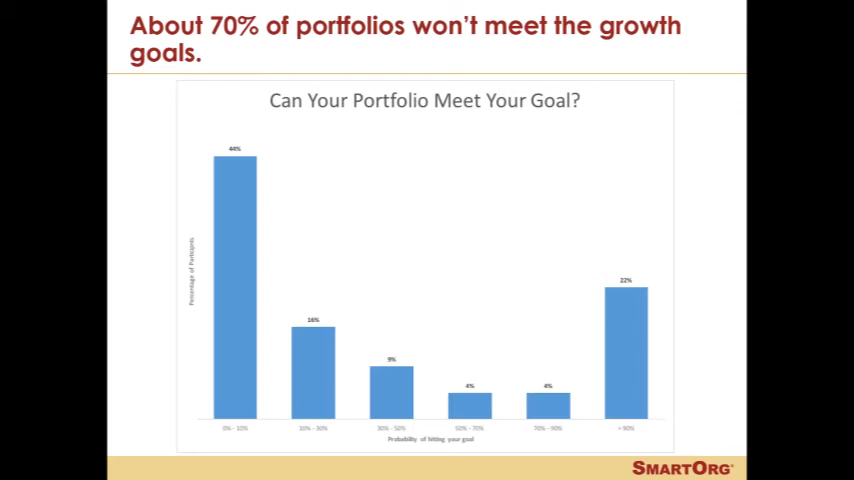 About 70% of portfolios won't meet the growth
goals.
Can Your Portfolio Meet Your Goal?
44%
16%
9%
4%
4%
22%
Percentage of Participants
0% - 10%
10% - 30%
30% - 50%
50% - 70%
70% - 90%
> 90%
Probability of hitting your goal
SMARTORG